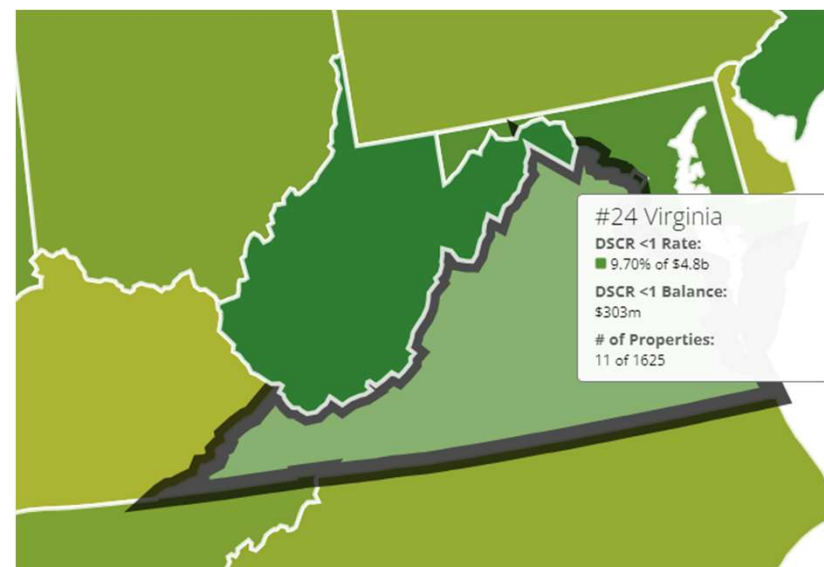 #24 Virginia
DSCR <1 Rate:
9.70% of $4.8b
DSCR <1 Balance:
$303m
# of Properties:
11 of 1625